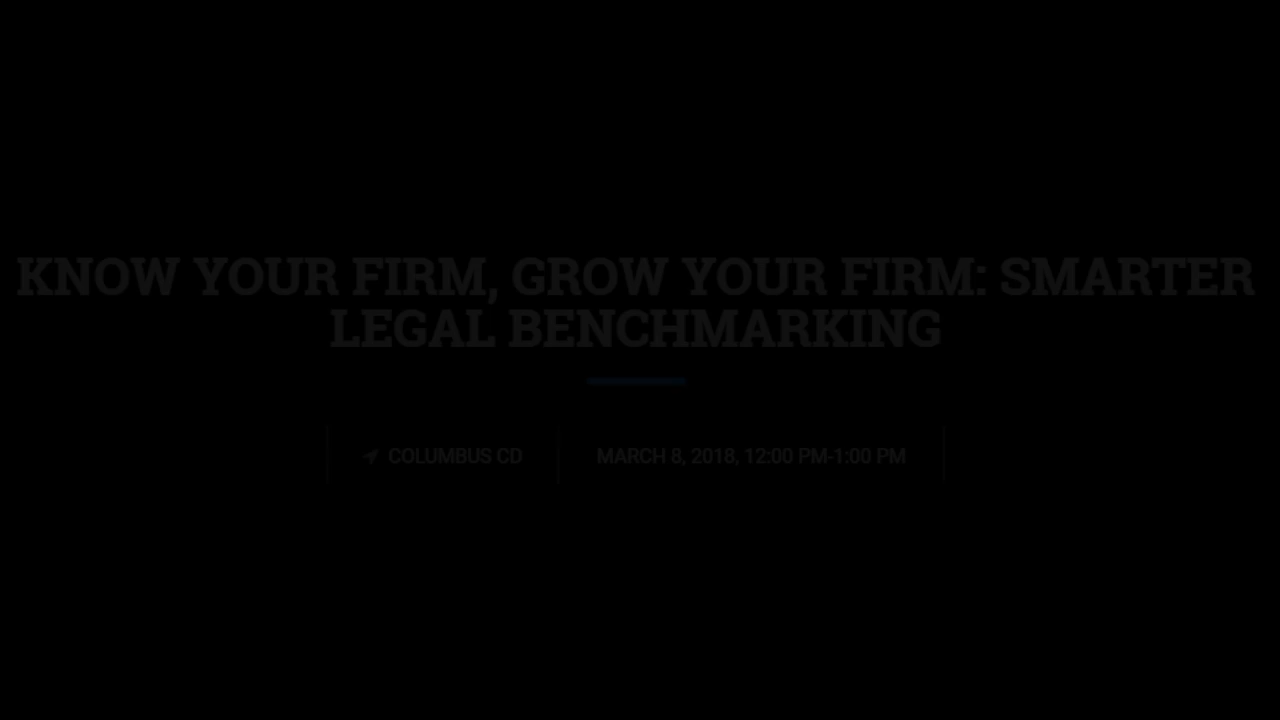 KNOW YOUR FIRM, GROW YOUR FIRM: SMARTER
LEGAL BENCHMARKING
COLUMBUS CD
MARCH 8, 2018, 12:00 PM-1:00 PM